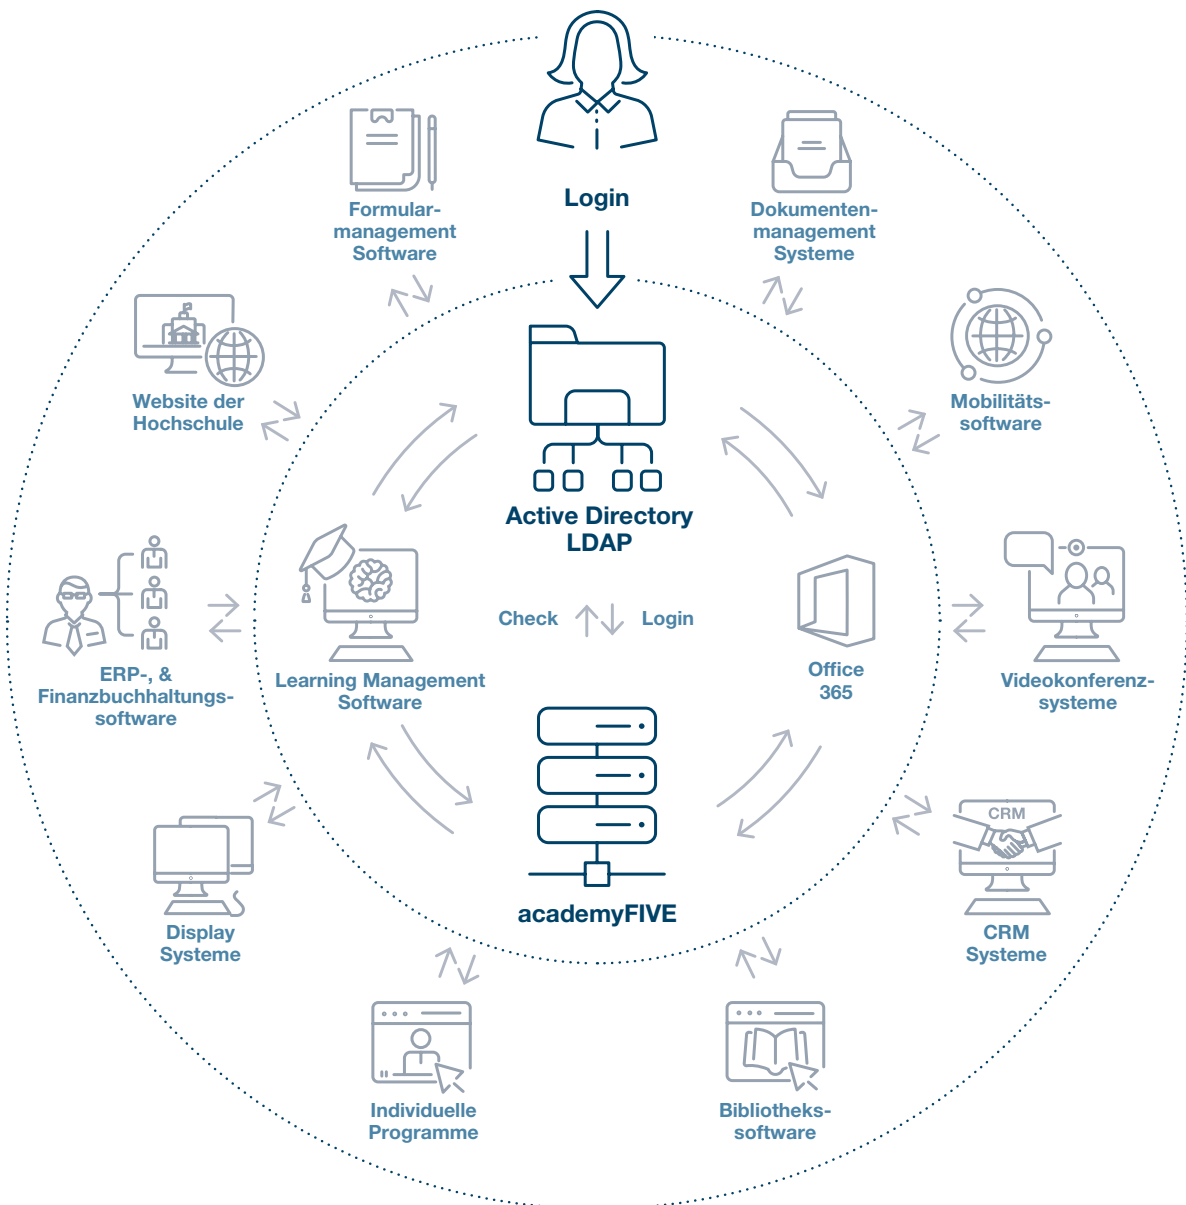 Login
Formular-
management
Software
Dokumenten-
management
Systeme
Website der
Hochschule
Mobilitäts-
software
Active Directory
LDAP
Check
Login
ERP-, &
Finanzbuchhaltungs-
software
Learning Management
Software
Office
365
Videokonferenz-
systeme
CRM
academyFIVE
Display
Systeme
CRM
Systeme
Individuelle
Programme
Bibliotheks-
software